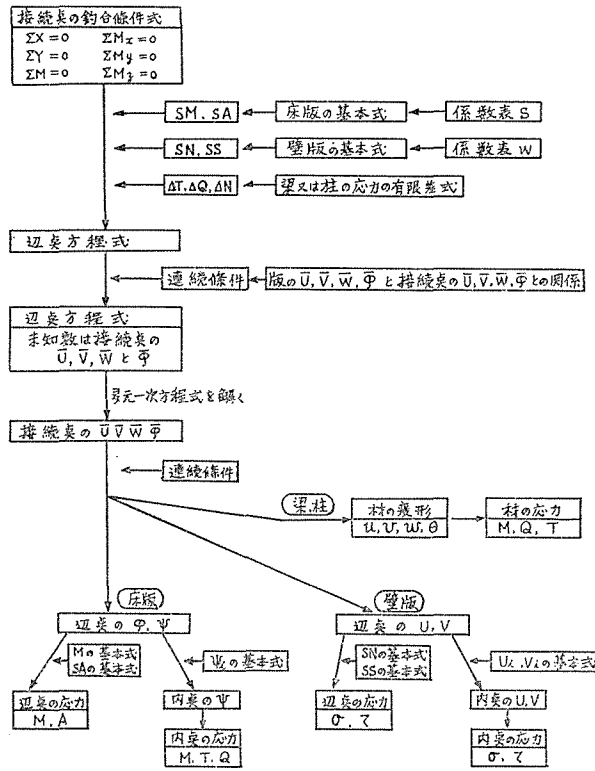 接続点の釣合條件式
ΣX=0 ΣMx=0
ΣY=0 ΣMy=0
ΣM=0 ΣMz=0
SM, SA
床版の基本式
係数表 S
SN, SS
壁版の基本式
係数表 W
ΔT, ΔQ, ΔN
梁又は柱の応力の有限差式
辺点方程式
連続條件
版の Ū, V̄, W̄, φ̄ と接続点の Ū, V̄, W̄, φ̄ との関係
辺点方程式
未知数は接続点の
Ū, V̄, W̄ と φ̄
多元一次方程式を解く
接続点の Ū V̄ W̄ φ̄
連続條件
梁,柱
材の変形
u, v, w, θ
材の応力
M, Q, T
床版
辺点の φ, ψ
壁版
辺点の U, V
Mの基本式
SAの基本式
ψiの基本式
SNの基本式
SSの基本式
Ui, Viの基本式
辺点の応力
M, A
内点の ψ
辺点の応力
σ, τ
内点の U, V
内点の応力
M, T, Q
内点の応力
σ, τ